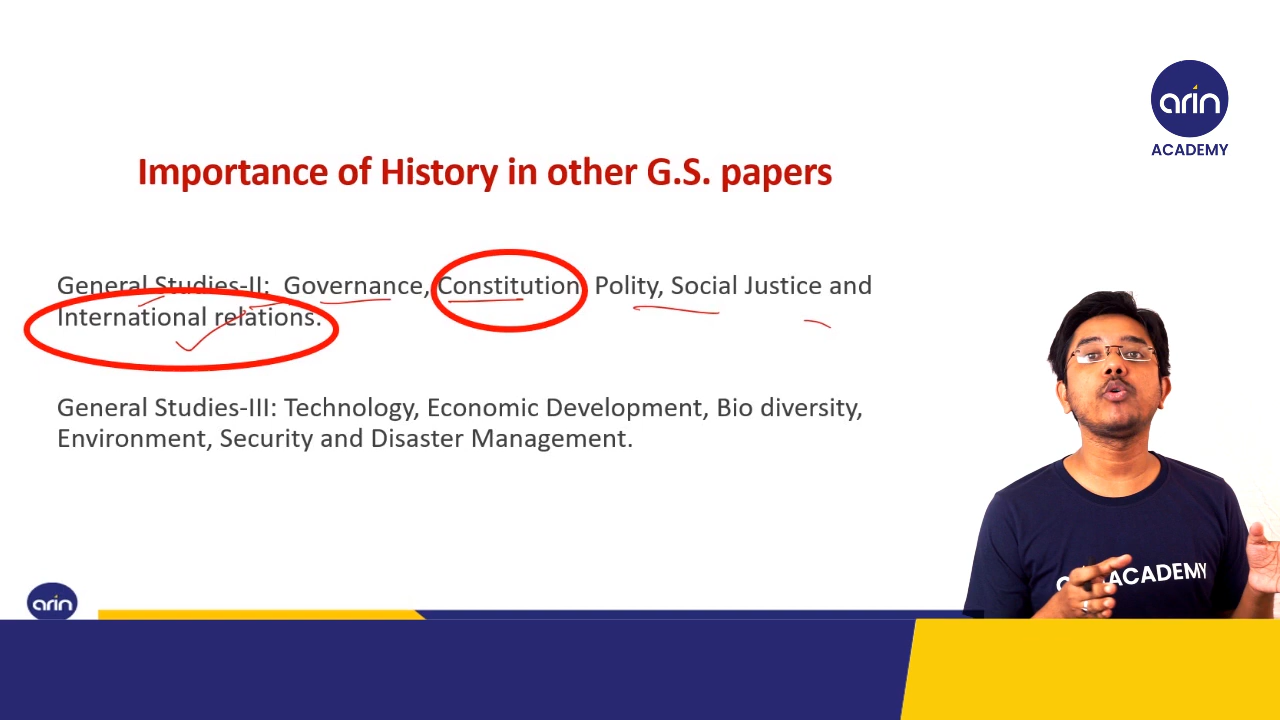 arin
ACADEMY
Importance of History in other G.S. papers
General Studies-II: Governance, Constitution, Polity, Social Justice and
International relations.
General Studies-III: Technology, Economic Development, Bio diversity,
Environment, Security and Disaster Management.
ACADEMY
arin